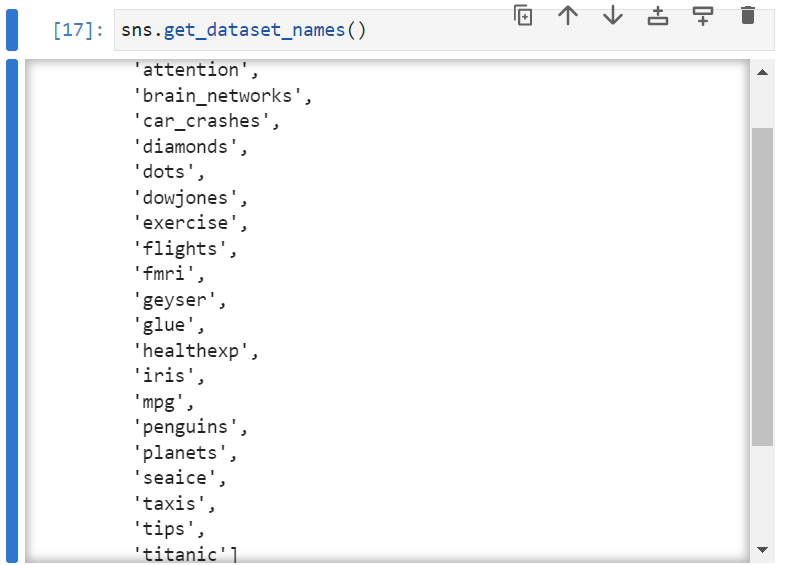 [17]: sns.get_dataset_names()
'attention',
'brain_networks',
'car_crashes',
'diamonds',
'dots',
'dowjones',
'exercise',
'flights',
'fmri',
'geyser',
'glue',
'healthexp',
'iris',
'mpg',
'penguins',
'planets',
'seaice',
'taxis',
'tips',
'titanic']